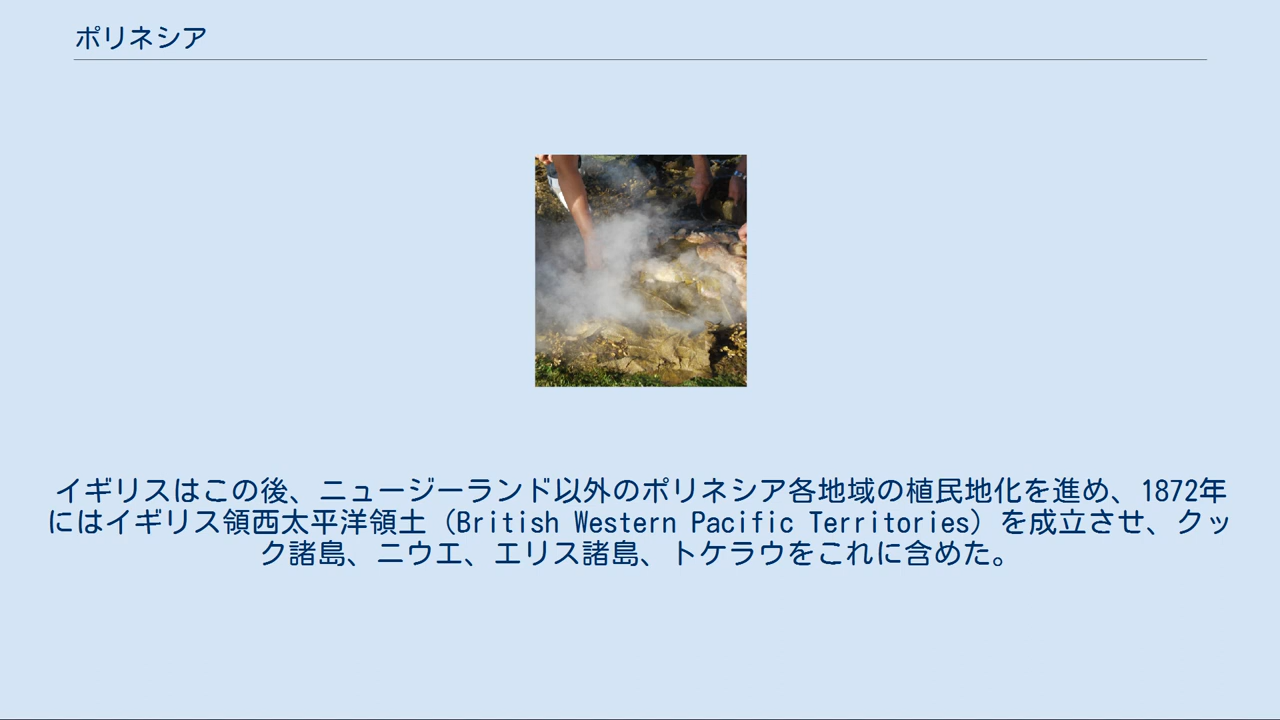 ポリネシア
イギリスはこの後、ニュージーランド以外のポリネシア各地域の植民地化を進め、1872年
にはイギリス領西太平洋領土（British Western Pacific Territories）を成立させ、クッ
ク諸島、ニウエ、エリス諸島、トケラウをこれに含めた。